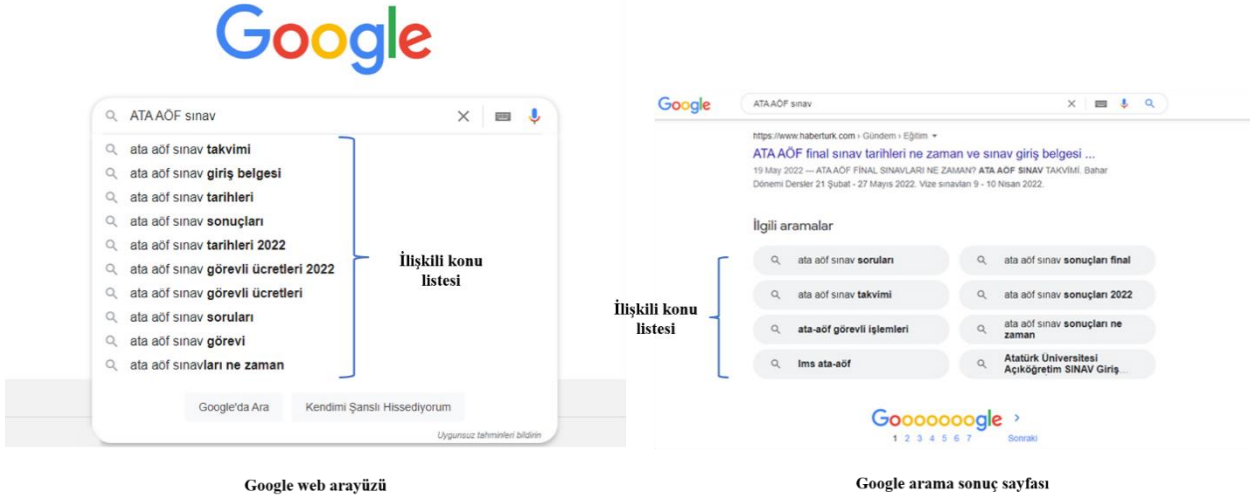 Google
ATA AÖF sınav
ata aöf sınav takvimi
ata aöf sınav giriş belgesi
ata aöf sınav tarihleri
ata aöf sınav sonuçları
ata aöf sınav tarihleri 2022
ata aöf sınav görevli ücretleri 2022
ata aöf sınav görevli ücretleri
ata aöf sınav soruları
ata aöf sınav görevi
ata aöf sınavları ne zaman
Google'da Ara
Kendimi Şanslı Hissediyorum
Uygunsuz tahminleri bildirin
İlişkili konu
listesi
Google web arayüzü
Google
ATA AÖF sınav
https://www.haberturk.com › Gündem › Eğitim
ATA AÖF final sınav tarihleri ne zaman ve sınav giriş belgesi ...
19 May 2022 — ATA AÖF FİNAL SINAVLARI NE ZAMAN? ATA AÖF SINAV TAKVİMİ. Bahar
Dönemi Dersler 21 Şubat - 27 Mayıs 2022. Vize sınavları 9 - 10 Nisan 2022.
İlgili aramalar
ata aöf sınav soruları
ata aöf sınav sonuçları final
ata aöf sınav takvimi
ata aöf sınav sonuçları 2022
ata-aöf görevli işlemleri
ata aöf sınav sonuçları ne
zaman
lms ata-aöf
Atatürk Üniversitesi
Açıköğretim SINAV Giriş...
İlişkili konu
listesi
Gooooooogle
1 2 3 4 5 6 7 Sonraki
Google arama sonuç sayfası